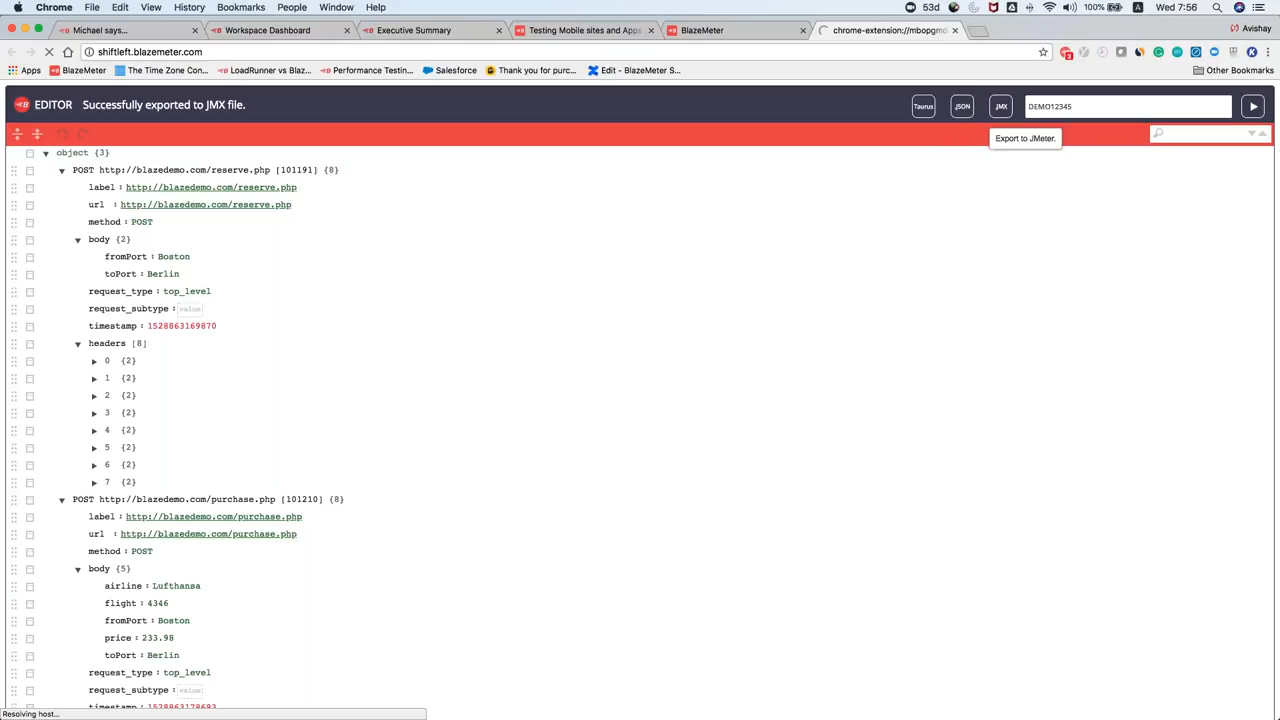 Chrome File Edit View History Bookmarks People Window Help 53d 100% A Wed 7:56
Michael says... Workspace Dashboard Executive Summary Testing Mobile sites and Apps BlazeMeter chrome-extension://mbopgmd Avishay
shiftleft.blazemeter.com
Apps BlazeMeter The Time Zone Con... LoadRunner vs Blaz... Performance Testin... Salesforce Thank you for purc... Edit - BlazeMeter S... Other Bookmarks
EDITOR Successfully exported to JMX file. Taurus JSON JMX DEMO12345
Export to JMeter.
object {3}
POST http://blazedemo.com/reserve.php [101191] {8}
label : http://blazedemo.com/reserve.php
url : http://blazedemo.com/reserve.php
method : POST
body {2}
fromPort : Boston
toPort : Berlin
request_type : top_level
request_subtype : value
timestamp : 1528863169870
headers [8]
0 {2}
1 {2}
2 {2}
3 {2}
4 {2}
5 {2}
6 {2}
7 {2}
POST http://blazedemo.com/purchase.php [101210] {8}
label : http://blazedemo.com/purchase.php
url : http://blazedemo.com/purchase.php
method : POST
body {5}
airline : Lufthansa
flight : 4346
fromPort : Boston
price : 233.98
toPort : Berlin
request_type : top_level
request_subtype : value
timestamp : 1528863178693
Resolving host...